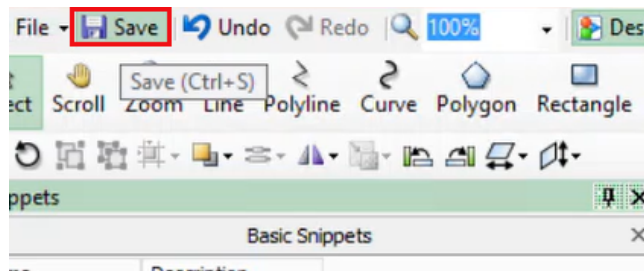 File Save Undo Redo 100% Des
ect Scroll Zoom Line Polyline Curve Polygon Rectangle
Save (Ctrl+S)
ppets
Basic Snippets
Description